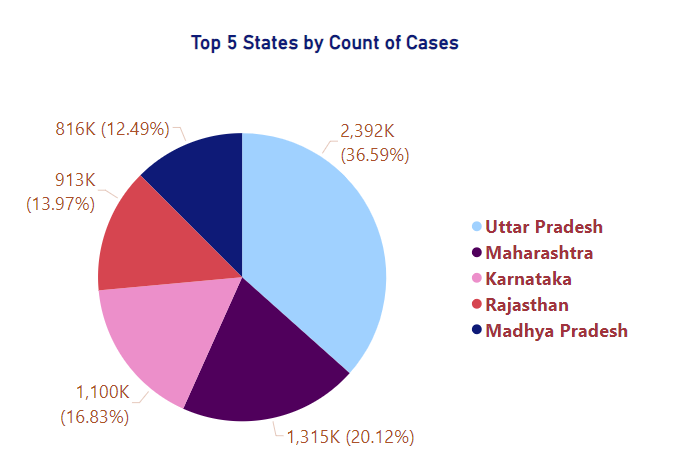 Top 5 States by Count of Cases
816K (12.49%)
2,392K
(36.59%)
913K
(13.97%)
Uttar Pradesh
Maharashtra
Karnataka
Rajasthan
Madhya Pradesh
1,100K
(16.83%)
1,315K (20.12%)